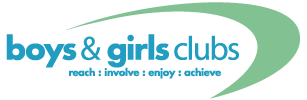 boys & girls clubs
reach : involve : enjoy : achieve